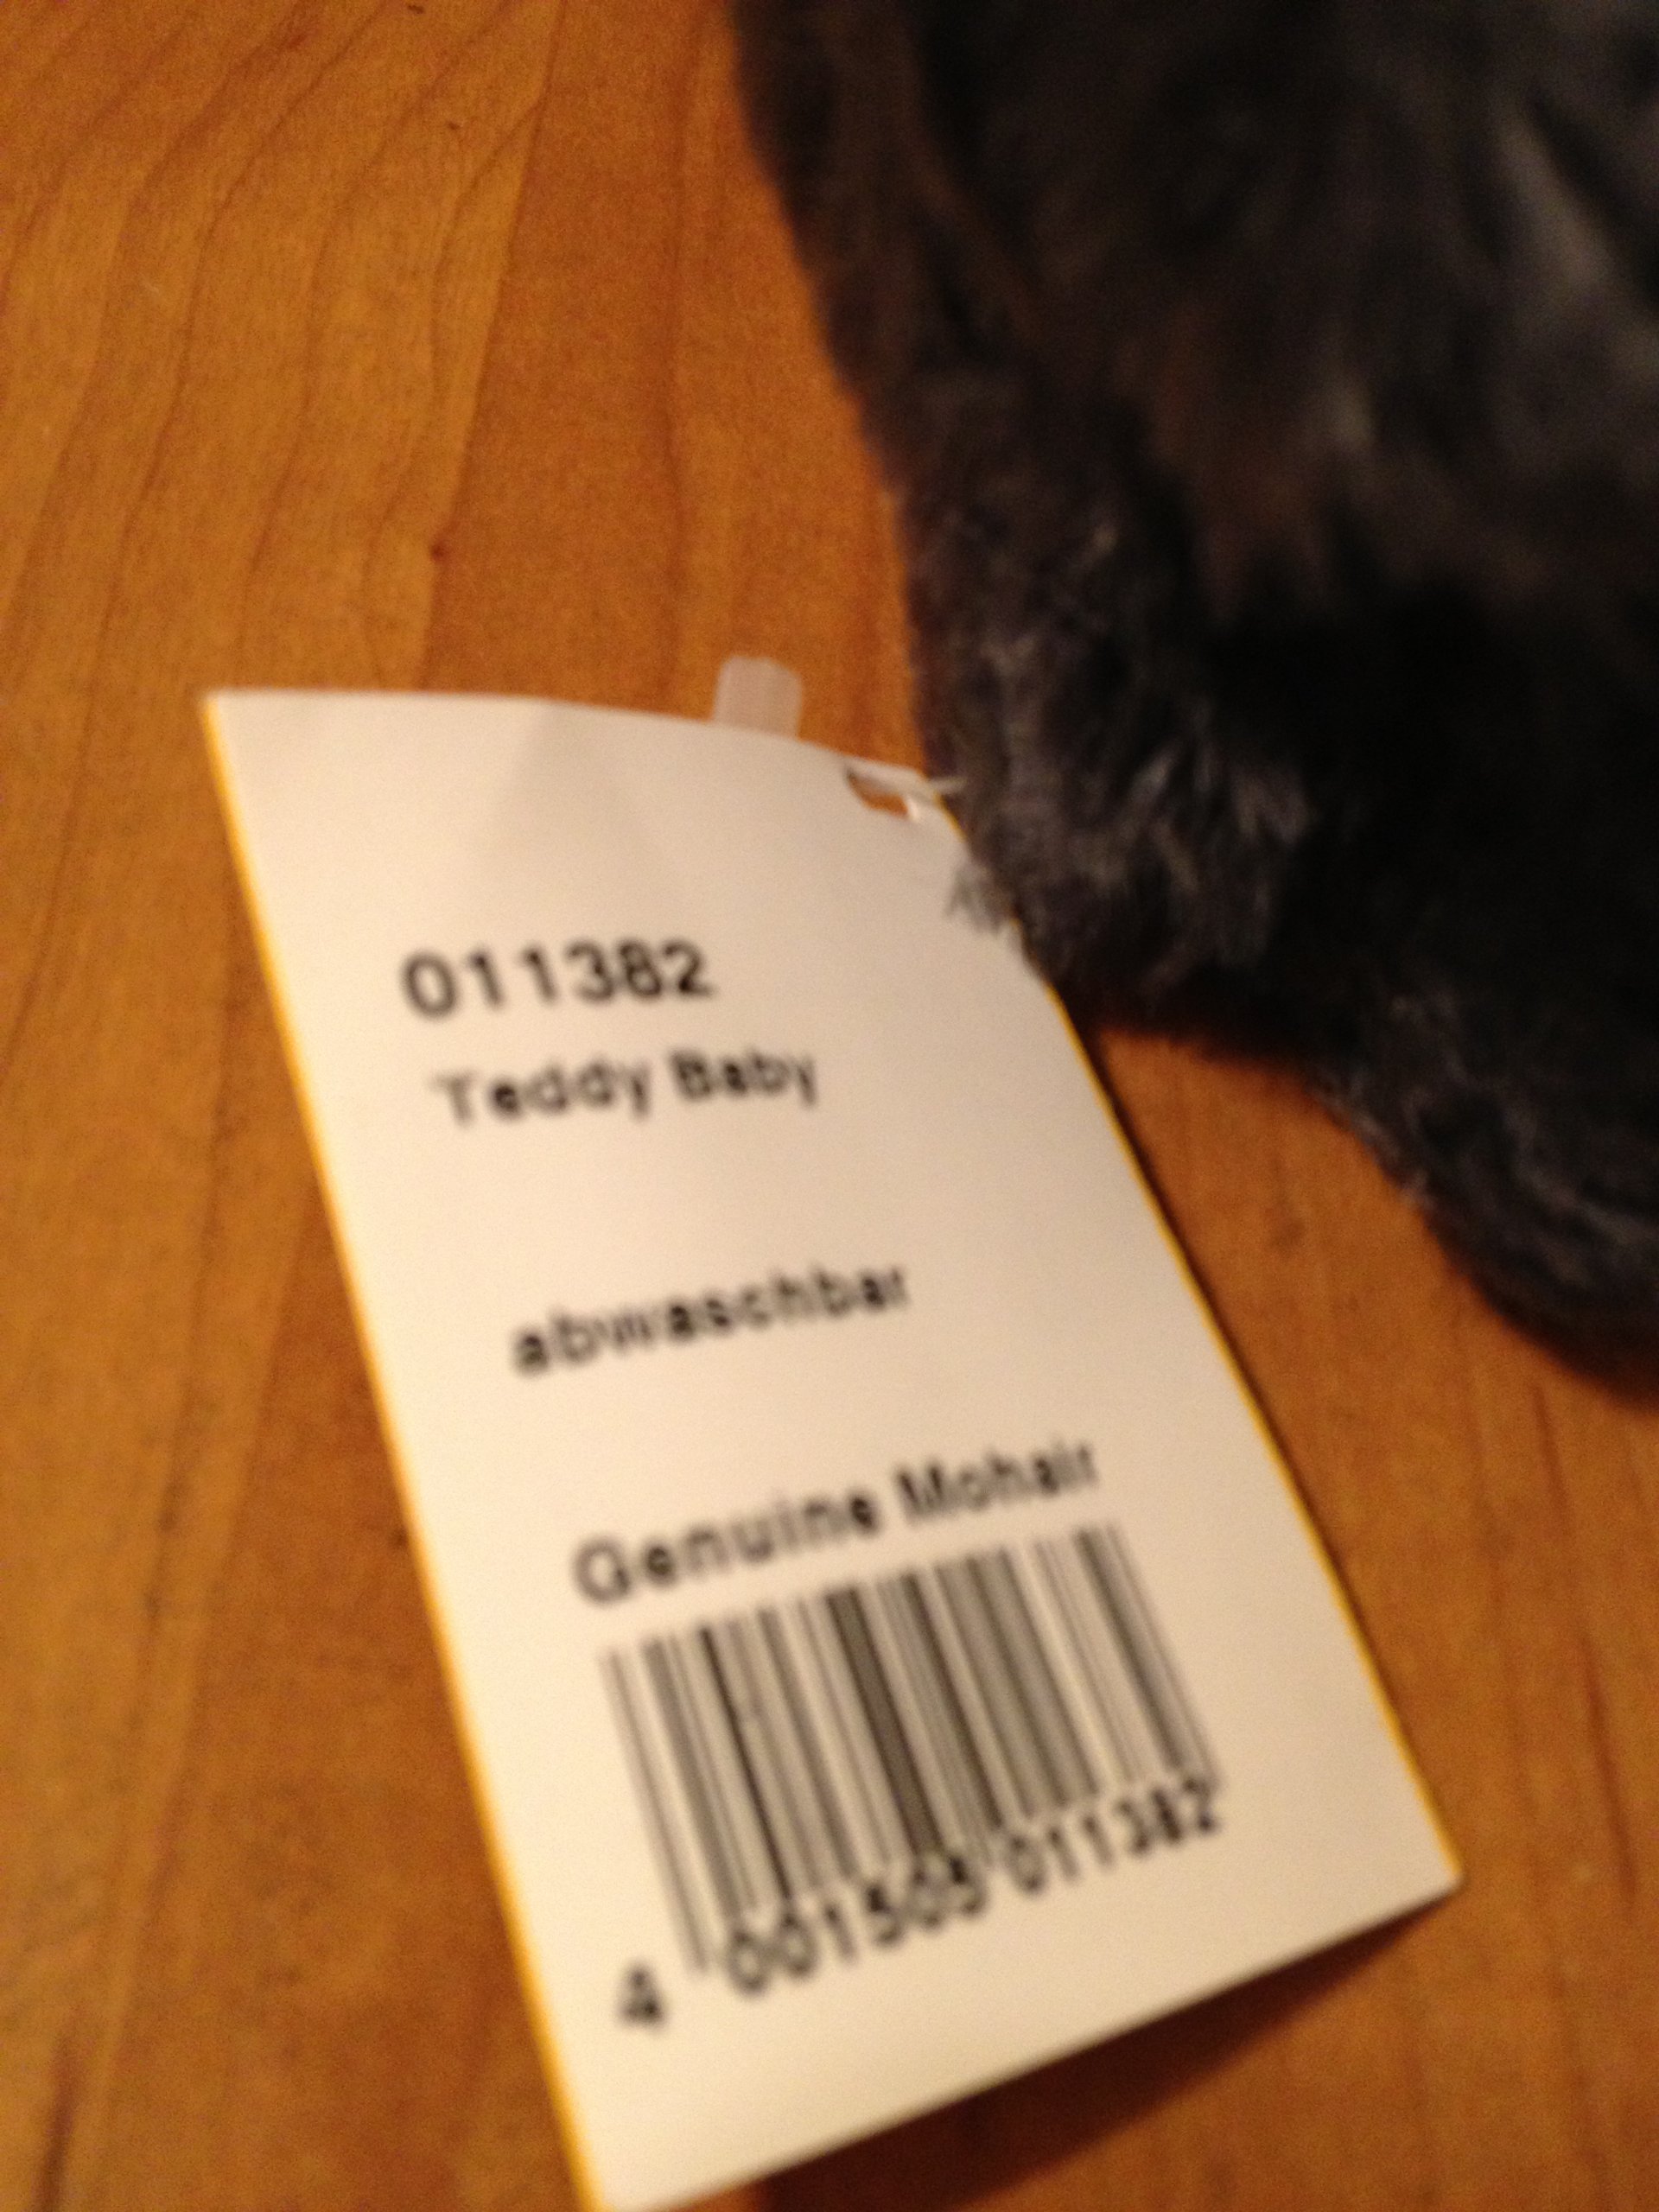 011382
Teddy Baby
abwaschbar
Genuine Mohair
4 001505 011382